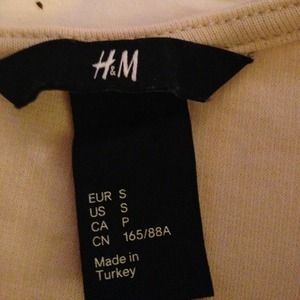 H&M
EUR S
US S
CA P
CN 165/88A
Made in
Turkey